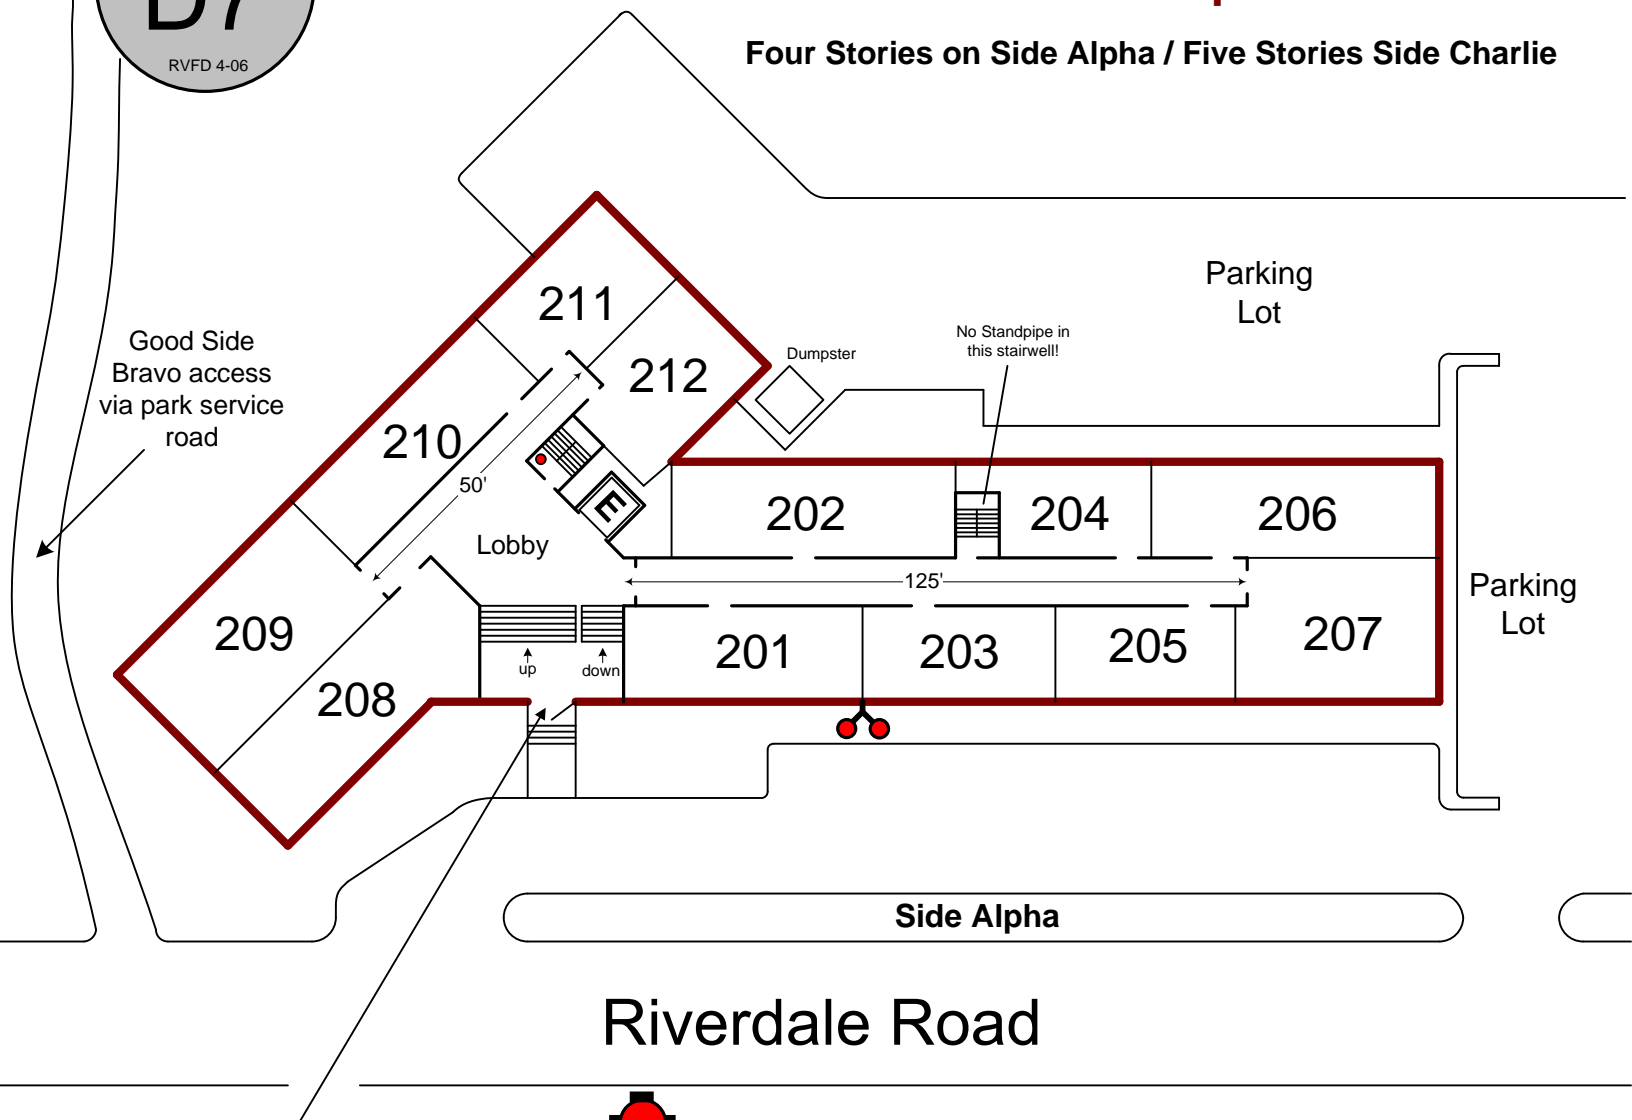 D7
RVFD 4-06
Four Stories on Side Alpha / Five Stories Side Charlie
Parking
Lot
Good Side
Bravo access
via park service
road
No Standpipe in
this stairwell!
Dumpster
211
212
210
50'
E
Lobby
202
204
206
125'
Parking
Lot
209
208
up
down
201
203
205
207
Side Alpha
Riverdale Road